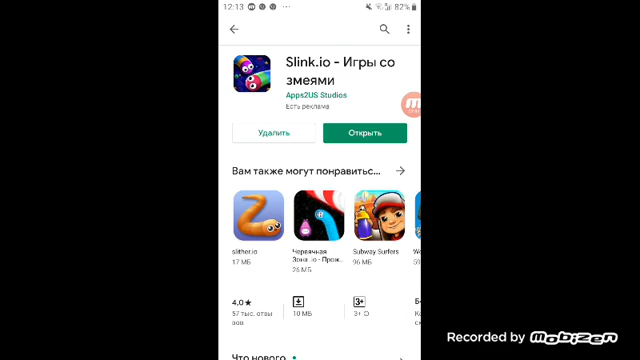 12:13
82%
Slink.io - Игры со
змеями
Apps2US Studios
Есть реклама
Удалить
Открыть
Вам также могут понравитьс...
slither.io
17 МБ
Червячная
Зона .io - Прож..
26 МБ
Subway Surfers
96 МБ
4,0★
57 тыс. отзы
вов
10 МБ
3+
3+
Что нового
Recorded by Mobizen